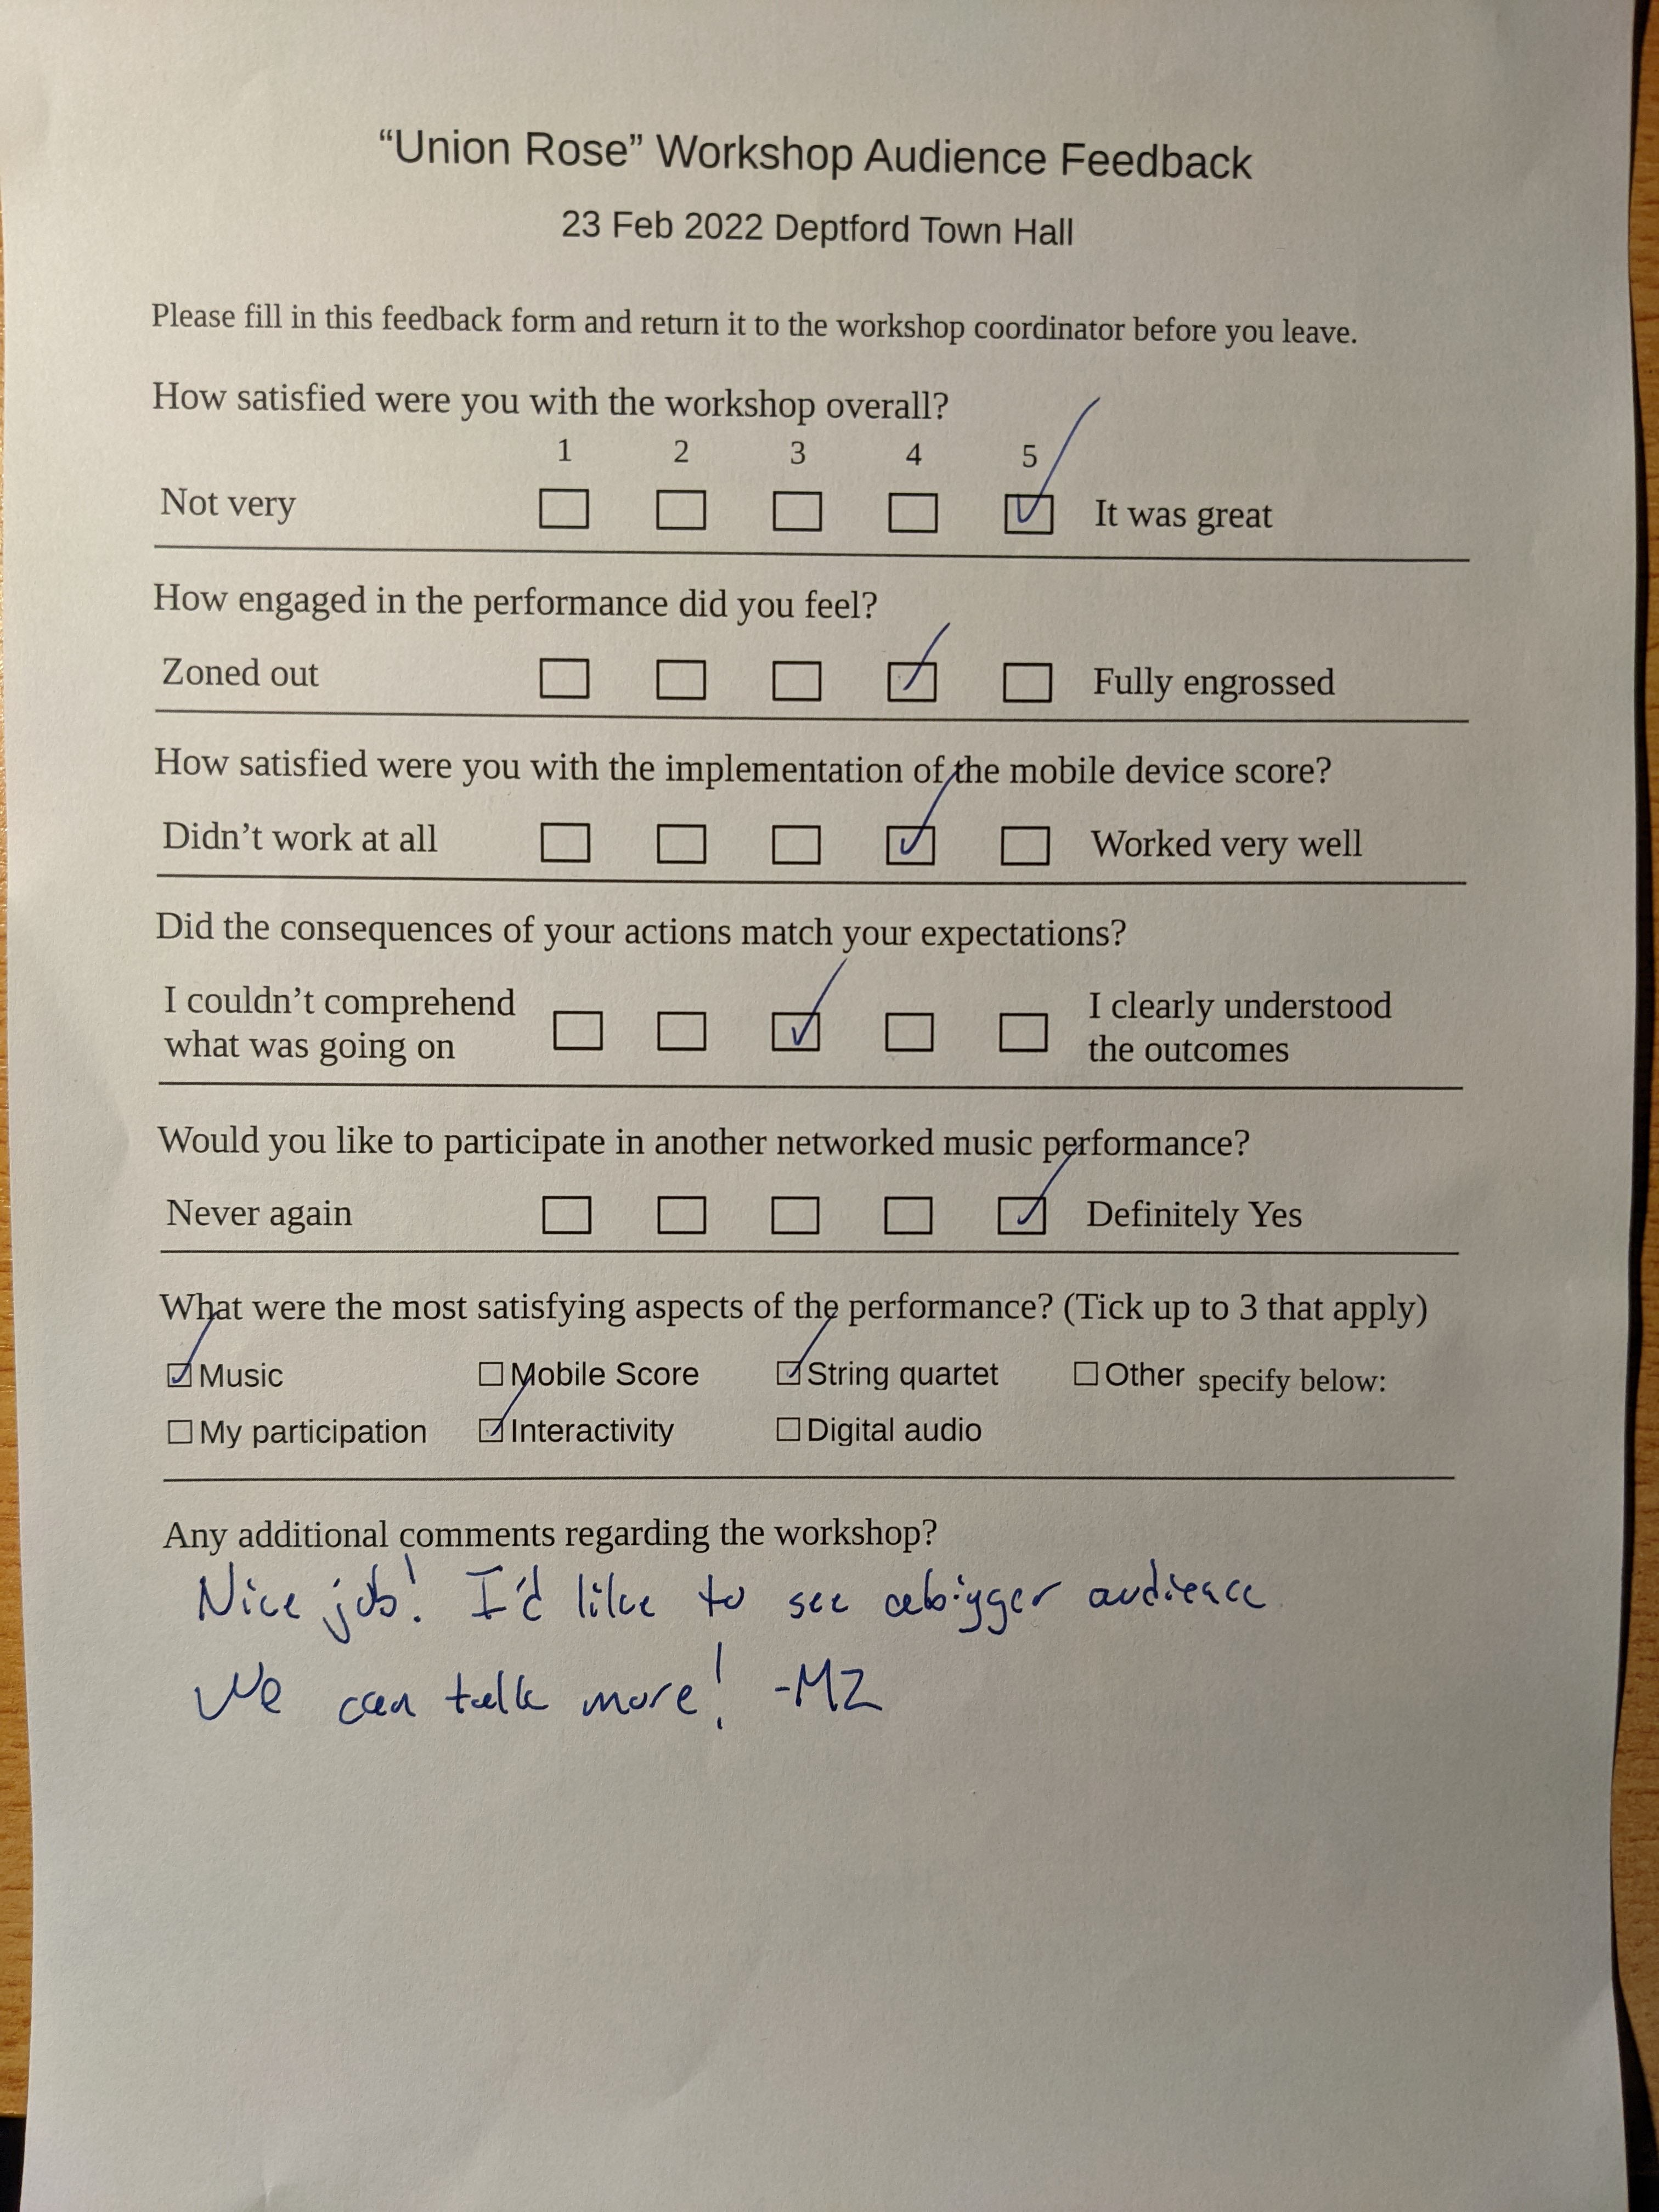 “Union Rose” Workshop Audience Feedback
23 Feb 2022 Deptford Town Hall
Please fill in this feedback form and return it to the workshop coordinator before you leave.
How satisfied were you with the workshop overall?
1 2 3 4 5
Not very ☐ ☐ ☐ ☐ ☑ It was great
How engaged in the performance did you feel?
Zoned out ☐ ☐ ☐ ☑ ☐ Fully engrossed
How satisfied were you with the implementation of the mobile device score?
Didn’t work at all ☐ ☐ ☐ ☑ ☐ Worked very well
Did the consequences of your actions match your expectations?
I couldn’t comprehend what was going on ☐ ☐ ☑ ☐ ☐ I clearly understood the outcomes
Would you like to participate in another networked music performance?
Never again ☐ ☐ ☐ ☐ ☑ Definitely Yes
What were the most satisfying aspects of the performance? (Tick up to 3 that apply)
☑ Music ☐ Mobile Score ☑ String quartet ☐ Other specify below:
☐ My participation ☑ Interactivity ☐ Digital audio
Any additional comments regarding the workshop?
Nice job! I'd like to see a bigger audience.
We can talk more! -MZ